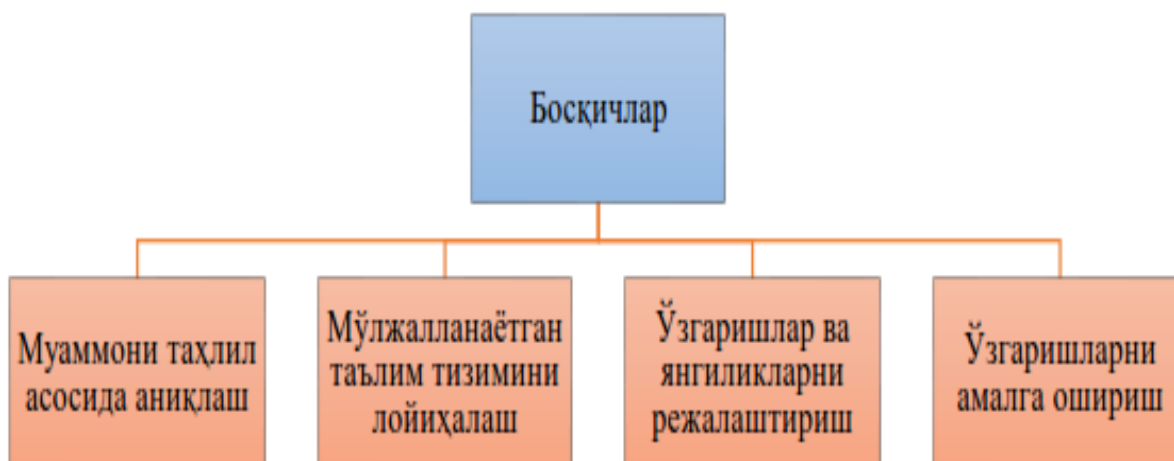 Босқичлар
Муаммони таҳлил
асосида аниқлаш
Мўлжалланаётган
таълим тизимини
лойиҳалаш
Ўзгаришлар ва
янгиликларни
режалаштириш
Ўзгаришларни
амалга ошириш